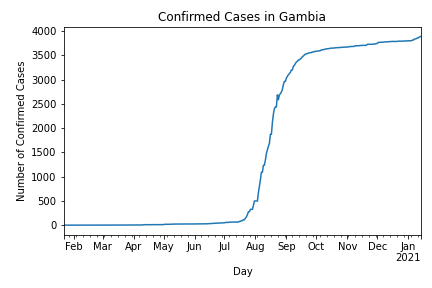 Confirmed Cases in Gambia
Number of Confirmed Cases
4000
3500
3000
2500
2000
1500
1000
500
0
Feb Mar Apr May Jun Jul Aug Sep Oct Nov Dec Jan
2021
Day